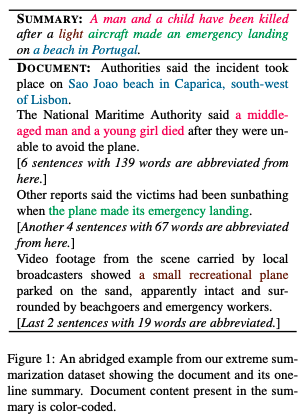 SUMMARY: A man and a child have been killed
after a light aircraft made an emergency landing
on a beach in Portugal.
DOCUMENT: Authorities said the incident took
place on Sao Joao beach in Caparica, south-west
of Lisbon.
The National Maritime Authority said a middle-
aged man and a young girl died after they were un-
able to avoid the plane.
[6 sentences with 139 words are abbreviated from
here.]
Other reports said the victims had been sunbathing
when the plane made its emergency landing.
[Another 4 sentences with 67 words are abbreviated
from here.]
Video footage from the scene carried by local
broadcasters showed a small recreational plane
parked on the sand, apparently intact and sur-
rounded by beachgoers and emergency workers.
[Last 2 sentences with 19 words are abbreviated.]
Figure 1: An abridged example from our extreme sum-
marization dataset showing the document and its one-
line summary. Document content present in the sum-
mary is color-coded.